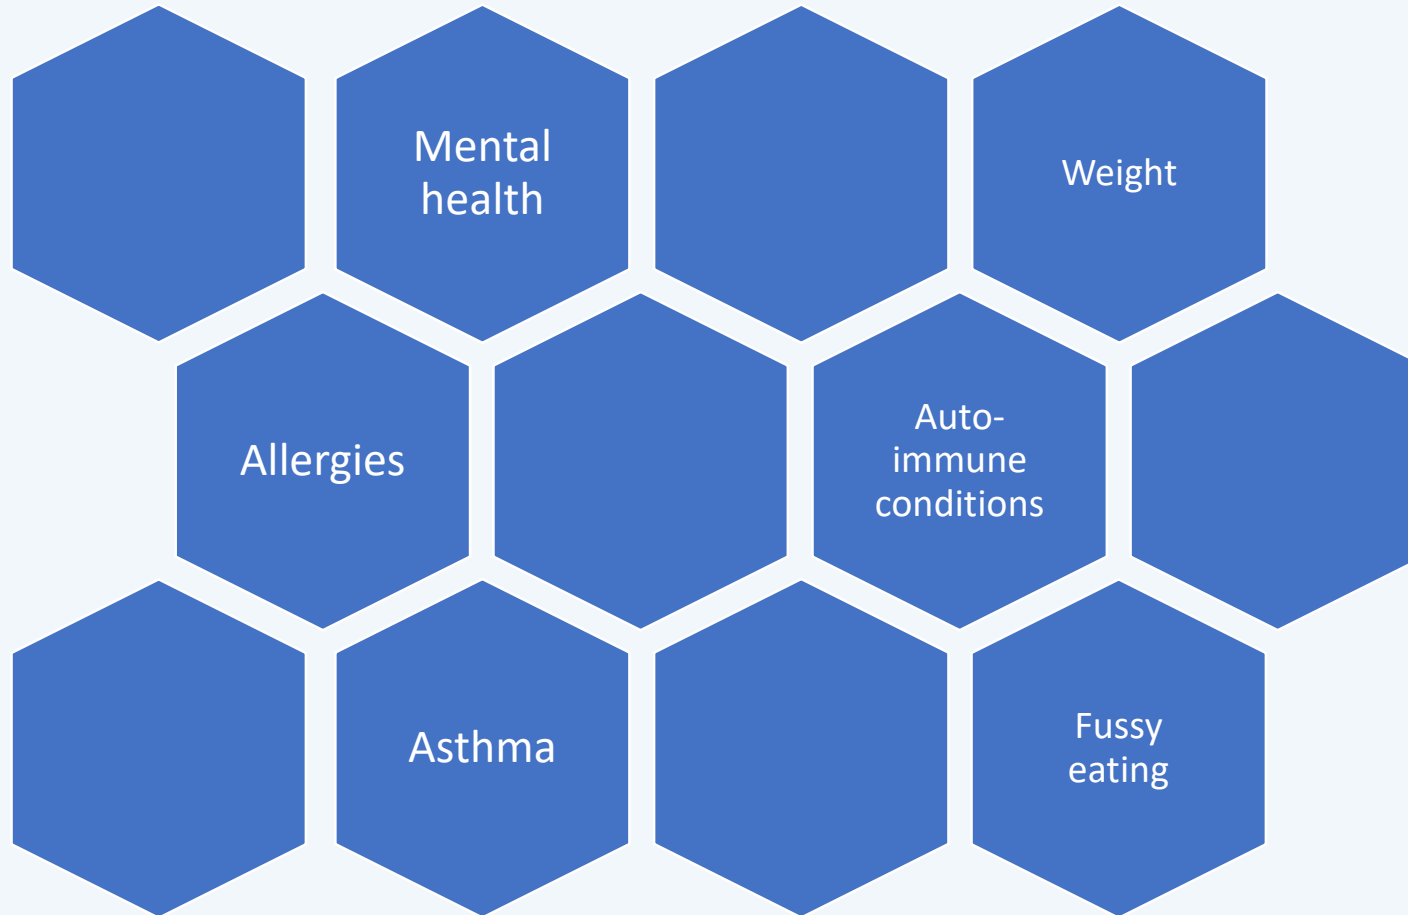 Mental
health
Weight
Allergies
Auto-
immune
conditions
Asthma
Fussy
eating